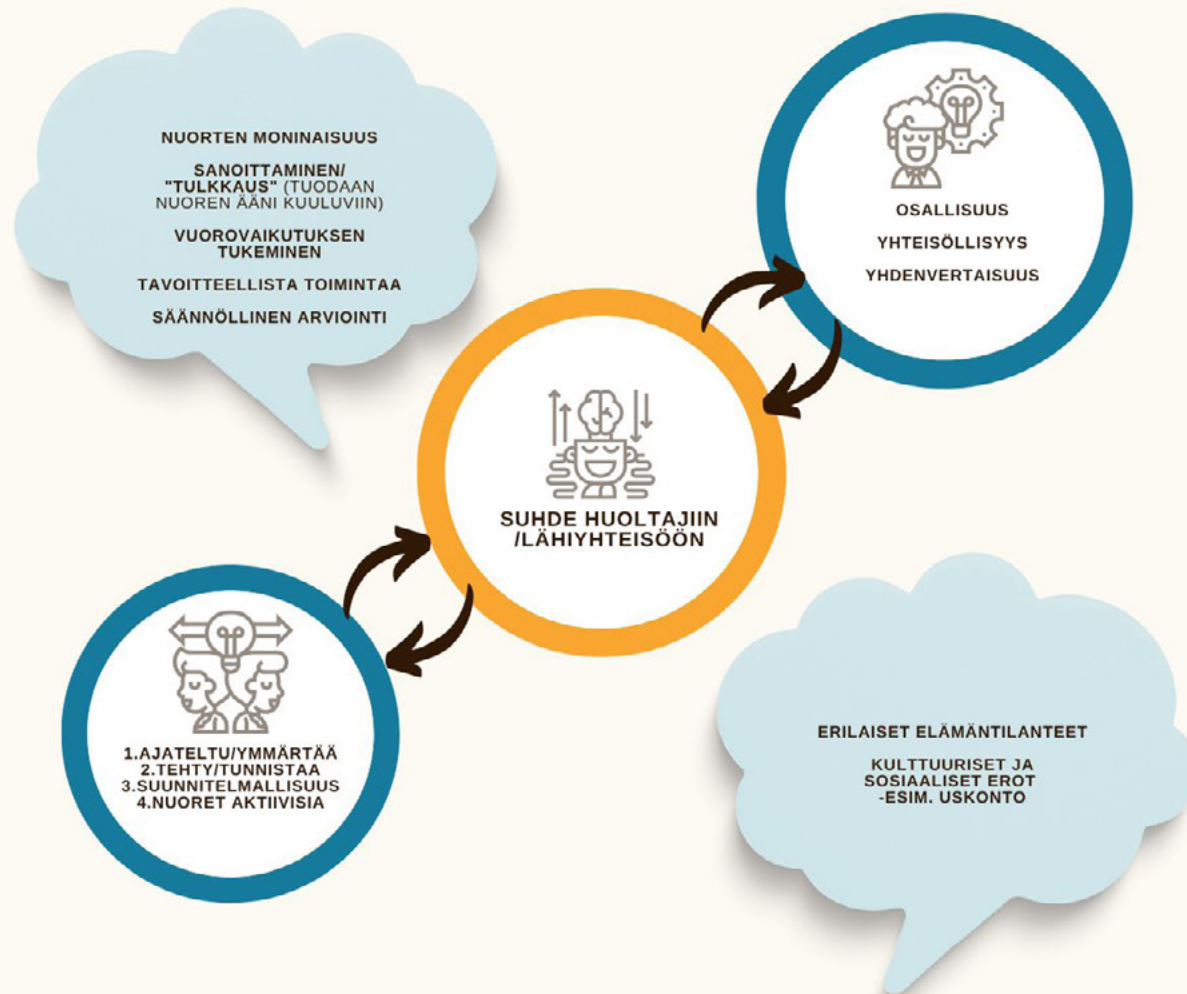 NUORTEN MONINAISUUS
SANOITTAMINEN/
"TULKKAUS" (TUODAAN
NUOREN ÄÄNI KUULUVIIN)
VUOROVAIKUTUKSEN
TUKEMINEN
TAVOITTEELLISTA TOIMINTAA
SÄÄNNÖLLINEN ARVIOINTI
OSALLISUUS
YHTEISÖLLISYYS
YHDENVERTAISUUS
SUHDE HUOLTAJIIN
/LÄHIYHTEISÖÖN
1.AJATELTU/YMMÄRTÄÄ
2.TEHTY/TUNNISTAA
3.SUUNNITELMALLISUUS
4.NUORET AKTIIVISIA
ERILAISET ELÄMÄNTILANTEET
KULTTUURISET JA
SOSIAALISET EROT
-ESIM. USKONTO